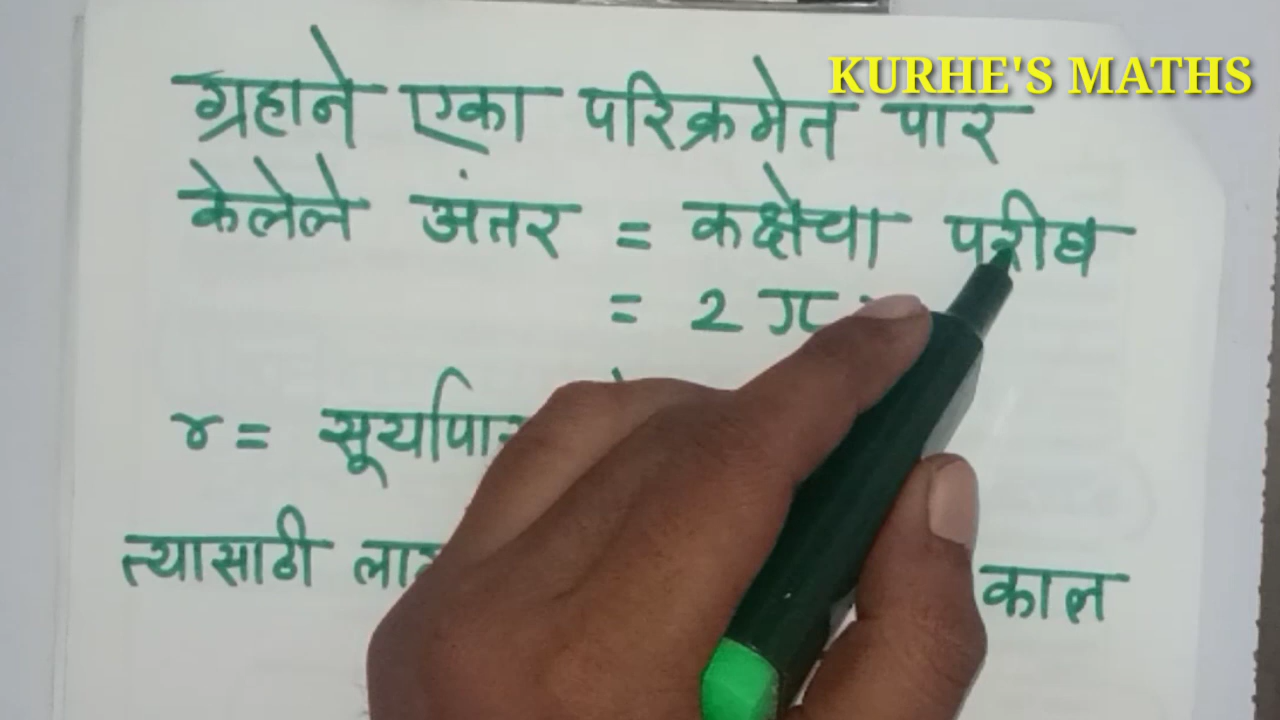 KURHE'S MATHS
ग्रहाने एका परिक्रमेत पार
केलेले अंतर = कक्षेचा परीघ
= 2π
r = सूर्यापा
त्यासाठी ला काल